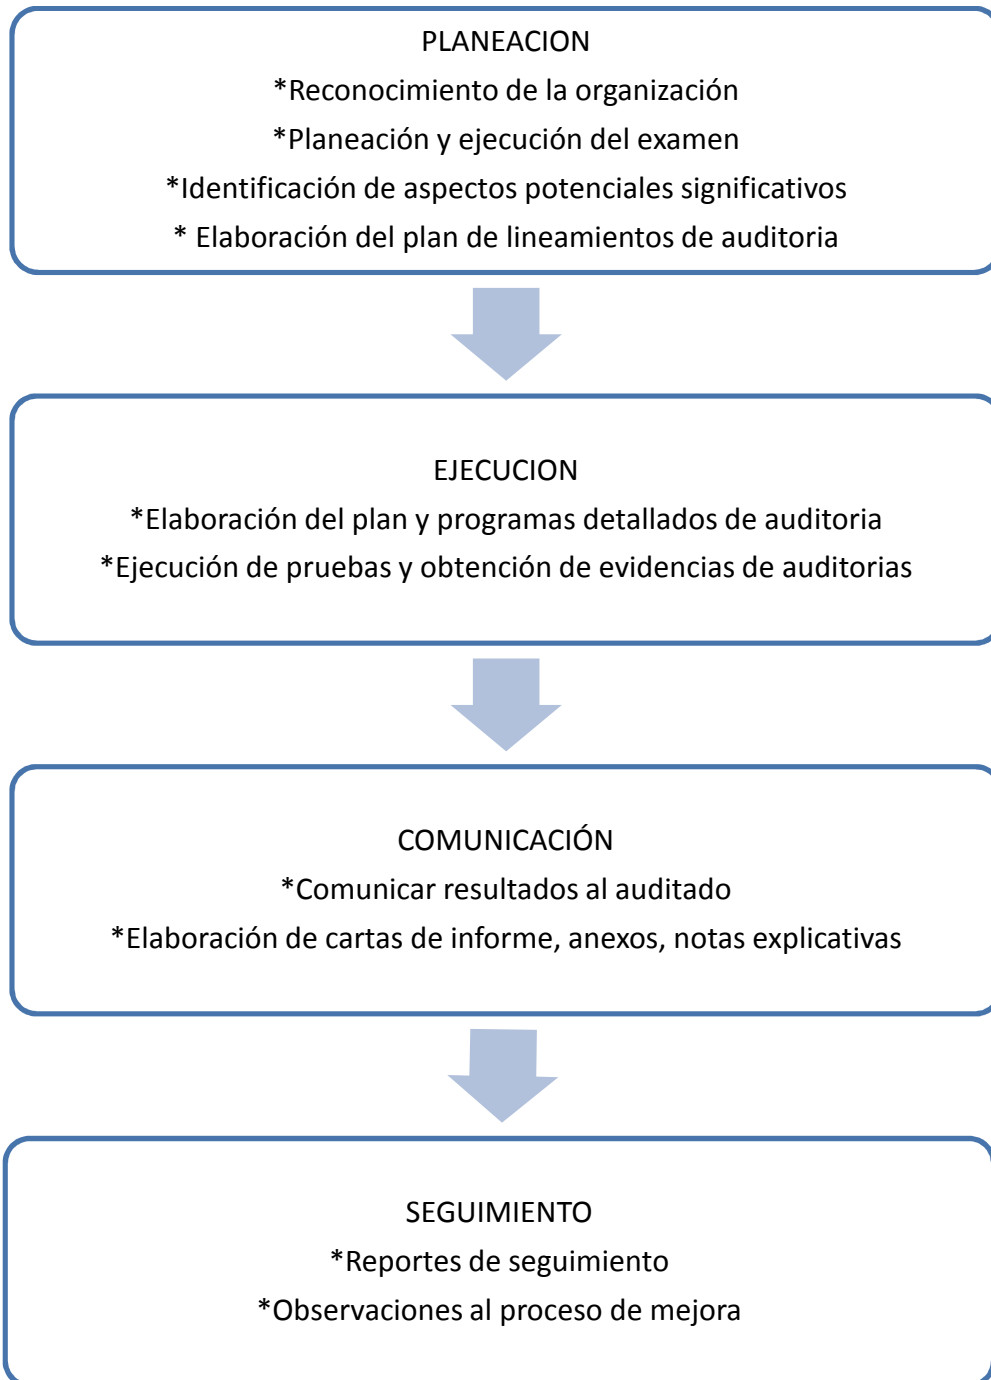 PLANEACION
*Reconocimiento de la organización
*Planeación y ejecución del examen
*Identificación de aspectos potenciales significativos
* Elaboración del plan de lineamientos de auditoria
EJECUCION
*Elaboración del plan y programas detallados de auditoria
*Ejecución de pruebas y obtención de evidencias de auditorias
COMUNICACIÓN
*Comunicar resultados al auditado
*Elaboración de cartas de informe, anexos, notas explicativas
SEGUIMIENTO
*Reportes de seguimiento
*Observaciones al proceso de mejora